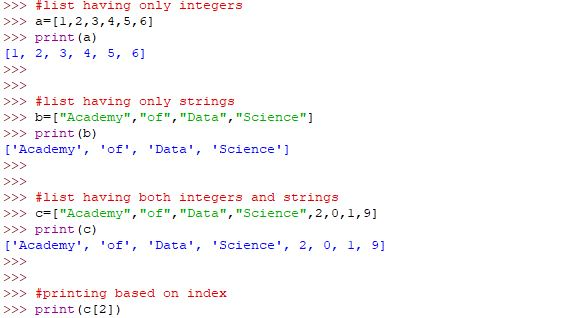 >>> #list having only integers
>>> a=[1,2,3,4,5,6]
>>> print(a)
[1, 2, 3, 4, 5, 6]
>>>
>>>
>>> #list having only strings
>>> b=["Academy","of","Data","Science"]
>>> print(b)
['Academy', 'of', 'Data', 'Science']
>>>
>>>
>>> #list having both integers and strings
>>> c=["Academy","of","Data","Science",2,0,1,9]
>>> print(c)
['Academy', 'of', 'Data', 'Science', 2, 0, 1, 9]
>>>
>>>
>>> #printing based on index
>>> print(c[2])